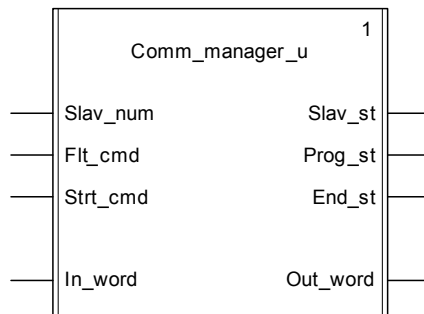 1
Comm_manager_u
Slav_num Slav_st
Flt_cmd Prog_st
Strt_cmd End_st
In_word Out_word